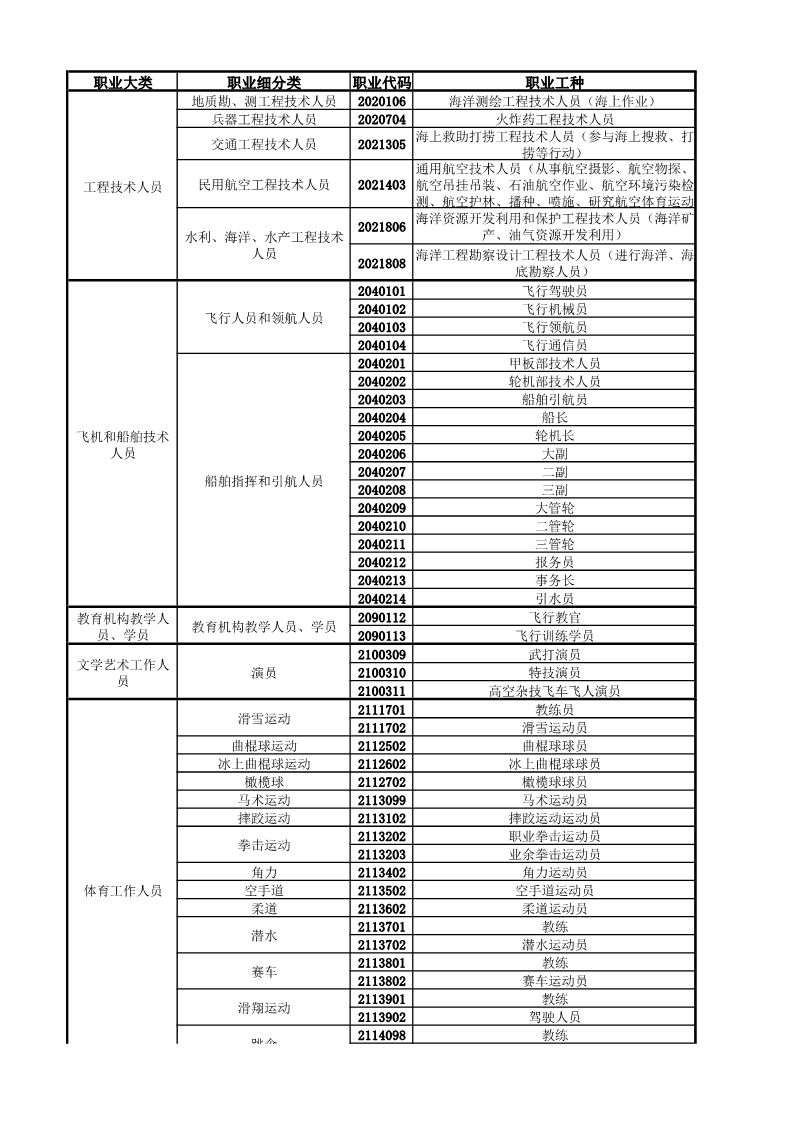 职业大类 职业细分类 职业代码 职业工种
工程技术人员
地质勘、测工程技术人员 2020106 海洋测绘工程技术人员（海上作业）
兵器工程技术人员 2020704 火炸药工程技术人员
交通工程技术人员 2021305 海上救助打捞工程技术人员（参与海上搜救、打
捞等行动）
民用航空工程技术人员 2021403 通用航空技术人员（从事航空摄影、航空物探、
航空吊挂吊装、石油航空作业、航空环境污染检
测、航空护林、播种、喷施、研究航空体育运动
水利、海洋、水产工程技术
人员
2021806 海洋资源开发利用和保护工程技术人员（海洋矿
产、油气资源开发利用）
2021808 海洋工程勘察设计工程技术人员（进行海洋、海
底勘察人员）
飞机和船舶技术
人员
飞行人员和领航人员
2040101 飞行驾驶员
2040102 飞行机械员
2040103 飞行领航员
2040104 飞行通信员
船舶指挥和引航人员
2040201 甲板部技术人员
2040202 轮机部技术人员
2040203 船舶引航员
2040204 船长
2040205 轮机长
2040206 大副
2040207 二副
2040208 三副
2040209 大管轮
2040210 二管轮
2040211 三管轮
2040212 报务员
2040213 事务长
2040214 引水员
教育机构教学人
员、学员
教育机构教学人员、学员
2090112 飞行教官
2090113 飞行训练学员
文学艺术工作人
员
演员
2100309 武打演员
2100310 特技演员
2100311 高空杂技飞车飞人演员
体育工作人员
滑雪运动
2111701 教练员
2111702 滑雪运动员
曲棍球运动 2112502 曲棍球球员
冰上曲棍球运动 2112602 冰上曲棍球球员
橄榄球 2112702 橄榄球球员
马术运动 2113099 马术运动员
摔跤运动 2113102 摔跤运动运动员
拳击运动
2113202 职业拳击运动员
2113203 业余拳击运动员
角力 2113402 角力运动员
空手道 2113502 空手道运动员
柔道 2113602 柔道运动员
潜水
2113701 教练
2113702 潜水运动员
赛车
2113801 教练
2113802 赛车运动员
滑翔运动
2113901 教练
2113902 驾驶人员
跳伞
2114098 教练